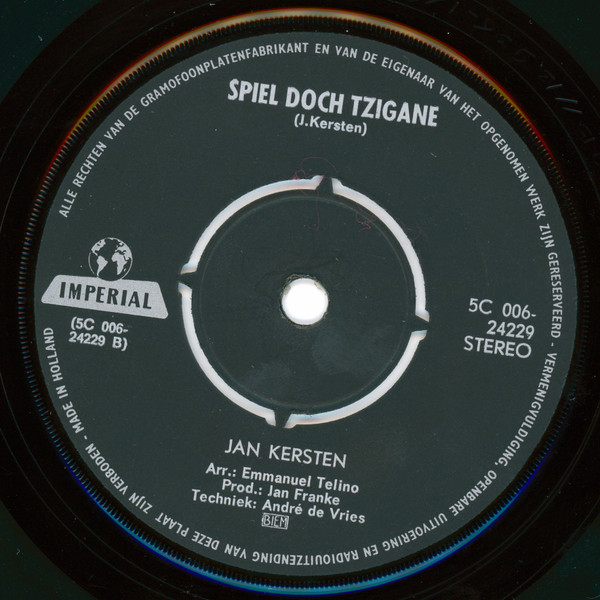 ALLE RECHTEN VAN DE GRAMOFOONPLATENFABRIKANT EN VAN DE EIGENAAR VAN HET OPGENOMEN WERK ZIJN GERESERVEERD - VERMENIGVULDIGING, OPENBARE UITVOERING EN RADIOUITZENDING VAN DEZE PLAAT ZIJN VERBODEN - MADE IN HOLLAND
SPIEL DOCH TZIGANE
(J.Kersten)
IMPERIAL
(5C 006-
24229 B)
5C 006-
24229
STEREO
JAN KERSTEN
Arr.: Emmanuel Telino
Prod.: Jan Franke
Techniek: André de Vries
BIEM